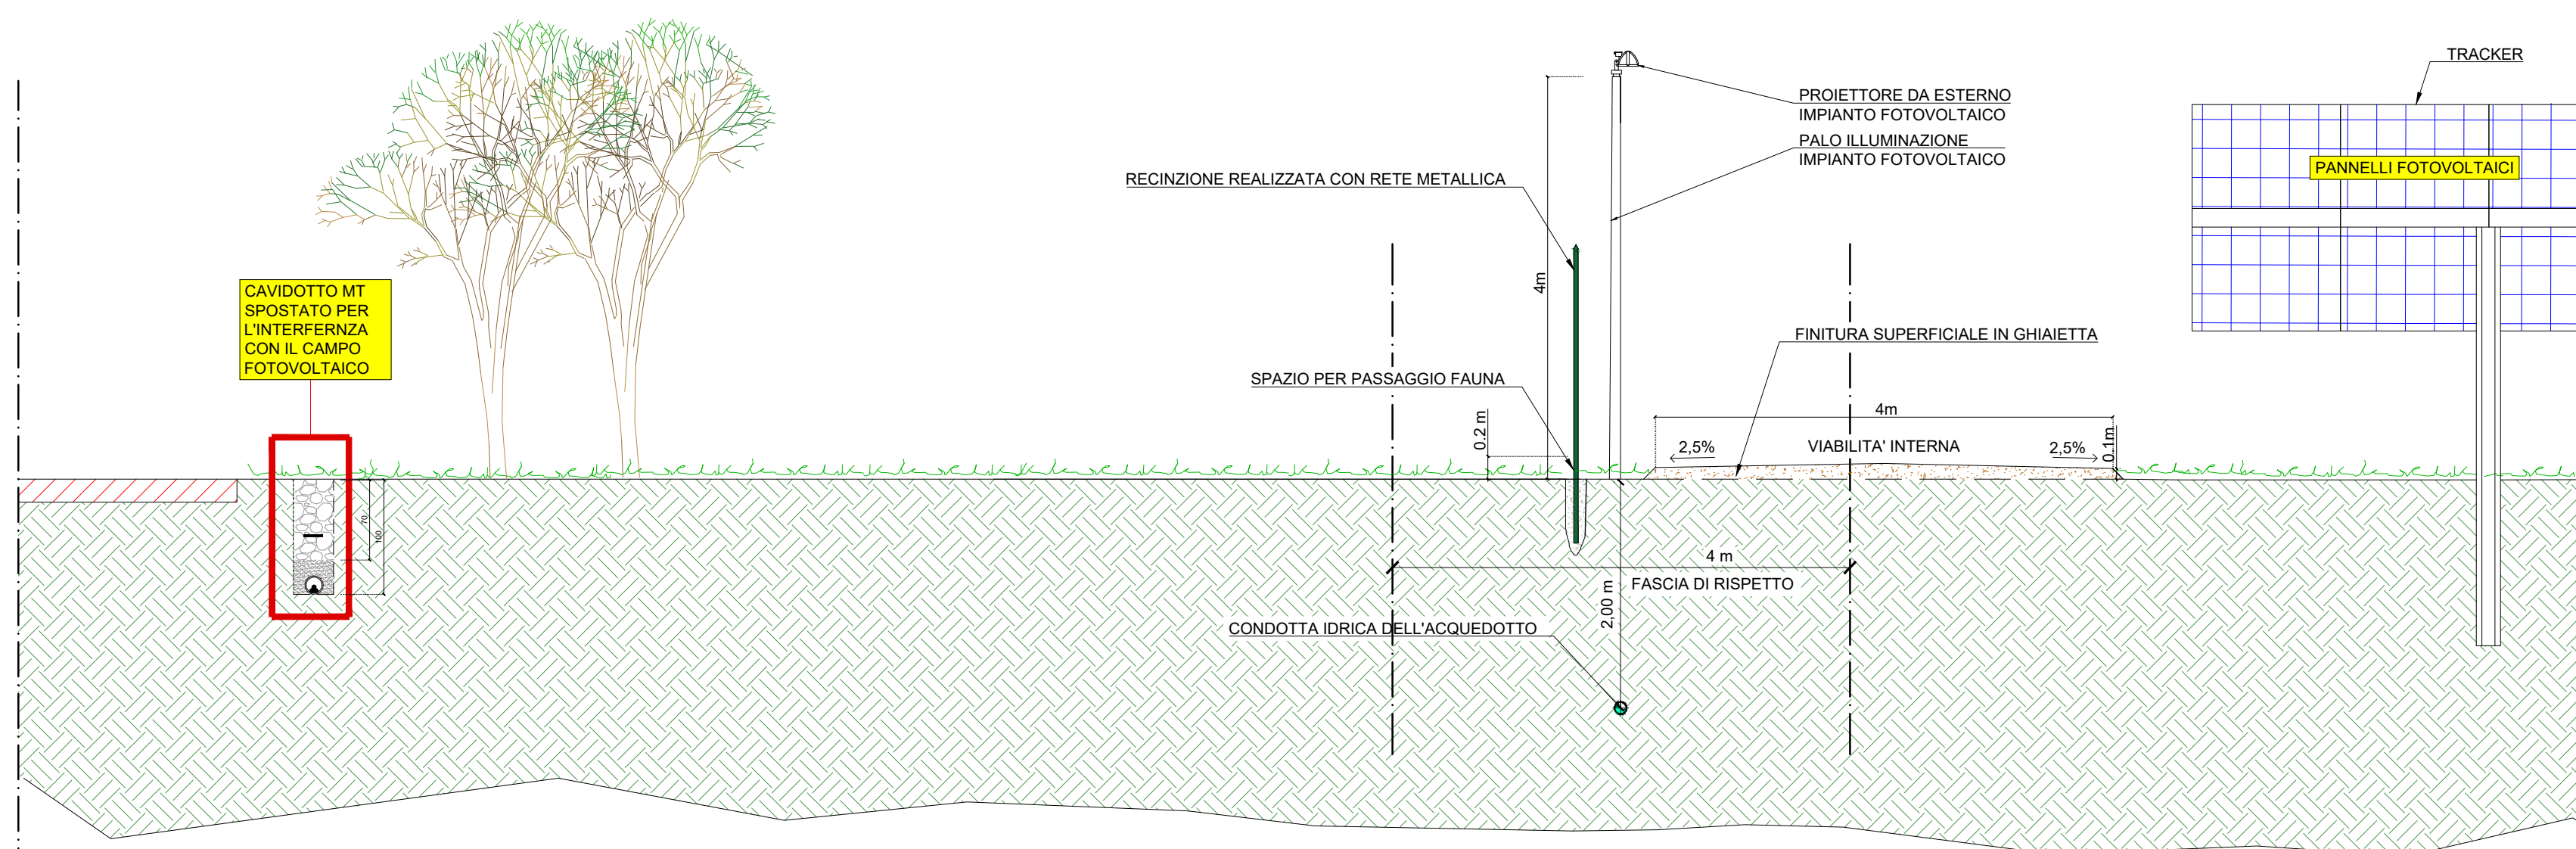 TRACKER
PROIETTORE DA ESTERNO
IMPIANTO FOTOVOLTAICO
PALO ILLUMINAZIONE
IMPIANTO FOTOVOLTAICO
PANNELLI FOTOVOLTAICI
RECINZIONE REALIZZATA CON RETE METALLICA
4m
CAVIDOTTO MT
SPOSTATO PER
L'INTERFERNZA
CON IL CAMPO
FOTOVOLTAICO
FINITURA SUPERFICIALE IN GHIAIETTA
SPAZIO PER PASSAGGIO FAUNA
0.2 m
4m
2,5%
VIABILITA' INTERNA
2,5%
0.1m
70
100
4 m
FASCIA DI RISPETTO
2,00 m
CONDOTTA IDRICA DELL'ACQUEDOTTO